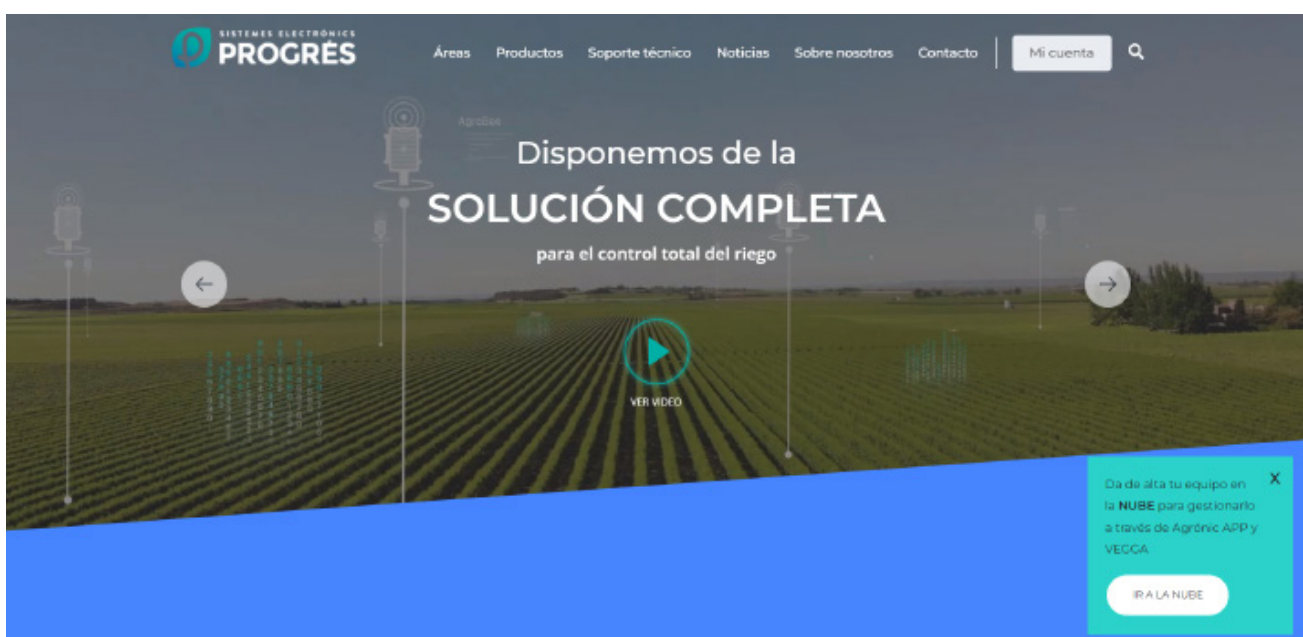 SISTEMES ELECTRÒNICS
PROGRÉS
Áreas Productos Soporte técnico Noticias Sobre nosotros Contacto Mi cuenta
AgroBee
Disponemos de la
SOLUCIÓN COMPLETA
para el control total del riego
VER VIDEO
X
Da de alta tu equipo en
la NUBE para gestionarlo
a través de Agrónic APP y
VEGGA
IR A LA NUBE